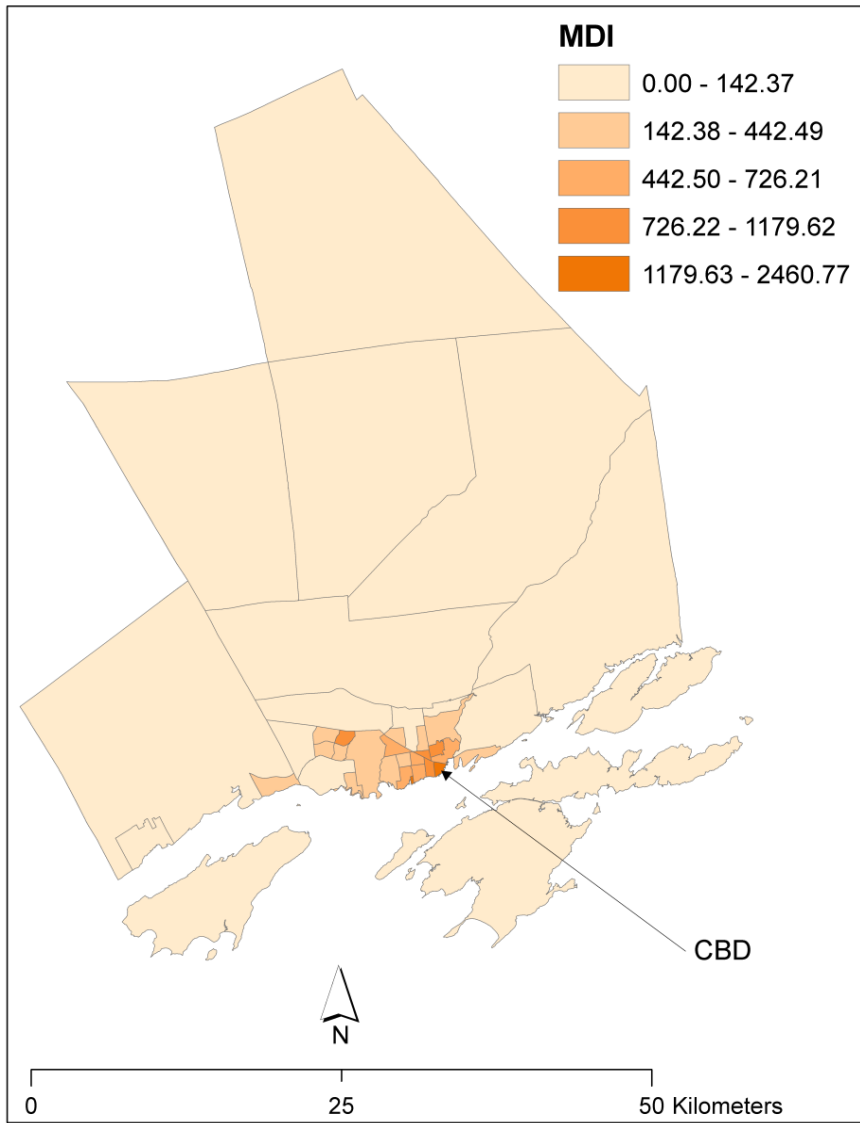 MDI
0.00 - 142.37
142.38 - 442.49
442.50 - 726.21
726.22 - 1179.62
1179.63 - 2460.77
CBD
N
0 25 50 Kilometers